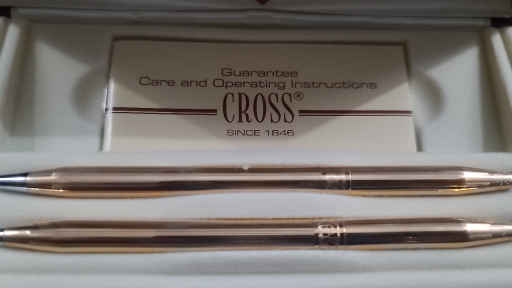 Guarantee
Care and Operating Instructions
CROSS®
SINCE 1846